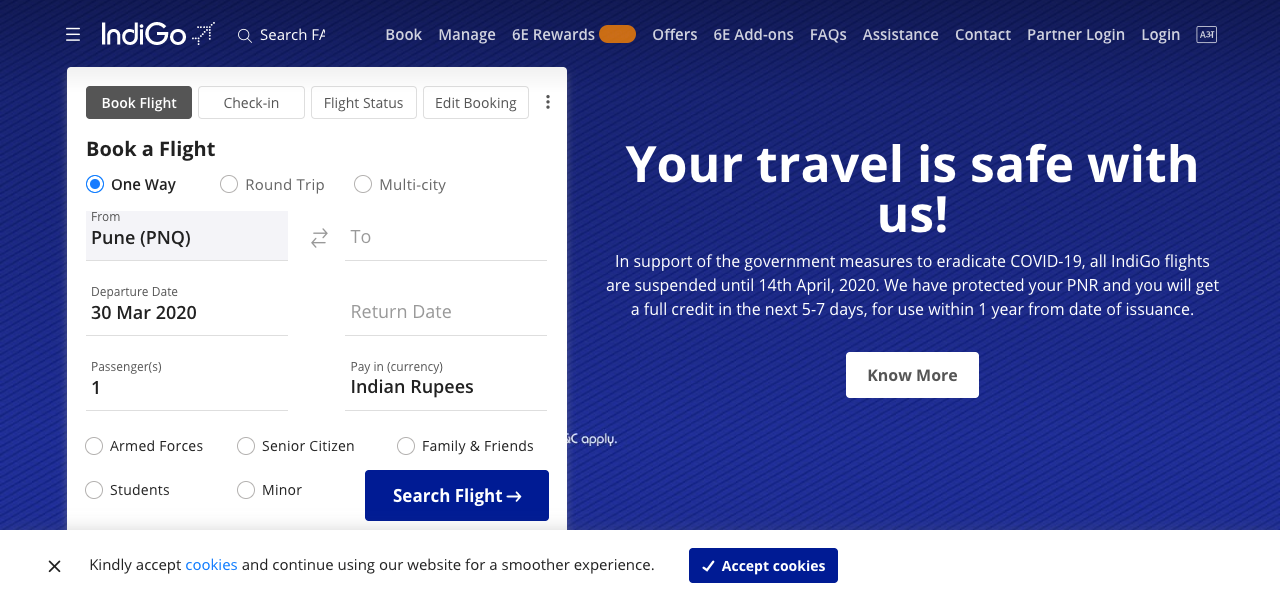 IndiGo
Search FA
Book Manage 6E Rewards Offers 6E Add-ons FAQs Assistance Contact Partner Login Login
Book Flight Check-in Flight Status Edit Booking
Book a Flight
One Way Round Trip Multi-city
From
Pune (PNQ)
To
Departure Date
30 Mar 2020
Return Date
Passenger(s)
1
Pay in (currency)
Indian Rupees
Armed Forces Senior Citizen Family & Friends
Students Minor
Search Flight →
Your travel is safe with
us!
In support of the government measures to eradicate COVID-19, all IndiGo flights
are suspended until 14th April, 2020. We have protected your PNR and you will get
a full credit in the next 5-7 days, for use within 1 year from date of issuance.
Know More
apply.
Kindly accept cookies and continue using our website for a smoother experience.
Accept cookies